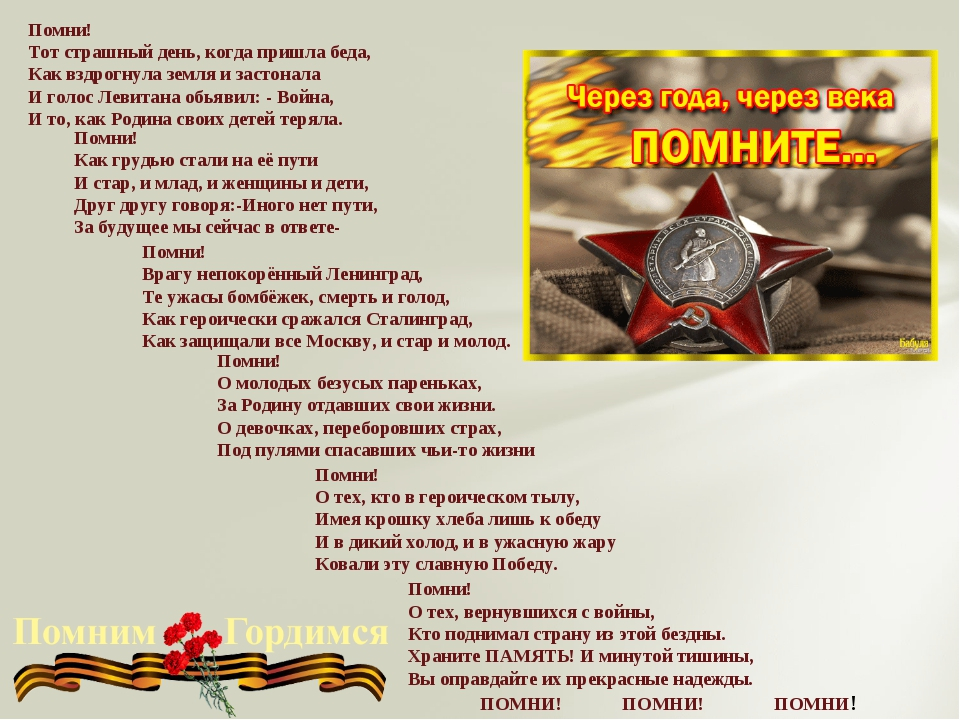 Помни!
Тот страшный день, когда пришла беда,
Как вздрогнула земля и застонала
И голос Левитана обьявил: - Война,
И то, как Родина своих детей теряла.
Помни!
Как грудью стали на её пути
И стар, и млад, и женщины и дети,
Друг другу говоря:-Иного нет пути,
За будущее мы сейчас в ответе-
Помни!
Врагу непокорённый Ленинград,
Те ужасы бомбёжек, смерть и голод,
Как героически сражался Сталинград,
Как защищали все Москву, и стар и молод.
Помни!
О молодых безусых пареньках,
За Родину отдавших свои жизни.
О девочках, переборовших страх,
Под пулями спасавших чьи-то жизни
Помни!
О тех, кто в героическом тылу,
Имея крошку хлеба лишь к обеду
И в дикий холод, и в ужасную жару
Ковали эту славную Победу.
Помни!
О тех, вернувшихся с войны,
Кто поднимал страну из этой бездны.
Храните ПАМЯТЬ! И минутой тишины,
Вы оправдайте их прекрасные надежды.
ПОМНИ! ПОМНИ! ПОМНИ!
Через года, через века
ПОМНИТЕ...
ПРОЛЕТАРИИ ВСЕХ СТРАН, СОЕДИНЯЙТЕСЬ!
СССР
Бабуля
Помним Гордимся